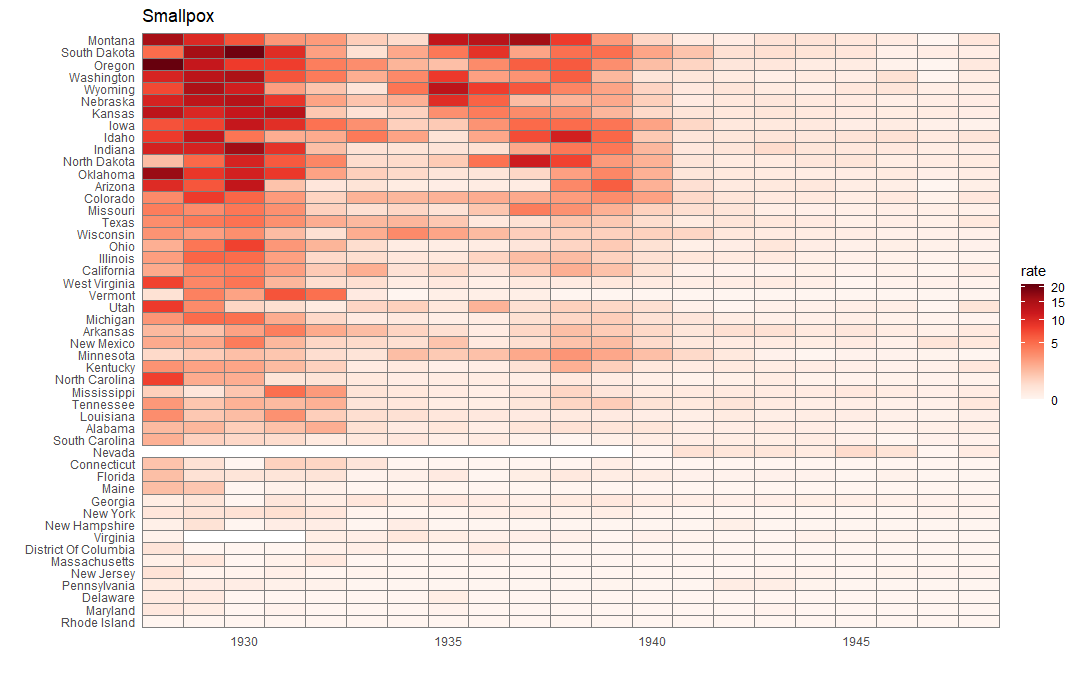 Smallpox
Montana
South Dakota
Oregon
Washington
Wyoming
Nebraska
Kansas
Iowa
Idaho
Indiana
North Dakota
Oklahoma
Arizona
Colorado
Missouri
Texas
Wisconsin
Ohio
Illinois
California
West Virginia
Vermont
Utah
Michigan
Arkansas
New Mexico
Minnesota
Kentucky
North Carolina
Mississippi
Tennessee
Louisiana
Alabama
South Carolina
Nevada
Connecticut
Florida
Maine
Georgia
New York
New Hampshire
Virginia
District Of Columbia
Massachusetts
New Jersey
Pennsylvania
Delaware
Maryland
Rhode Island
1930 1935 1940 1945
rate
20
15
10
5
0